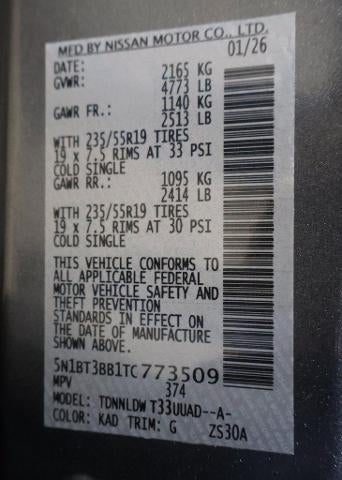 MFD BY NISSAN MOTOR CO., LTD.
DATE: 01/26
GVWR: 2165 KG
4773 LB
GAWR FR.: 1140 KG
2513 LB
WITH 235/55R19 TIRES
19 x 7.5 RIMS AT 33 PSI
COLD SINGLE
GAWR RR.: 1095 KG
2414 LB
WITH 235/55R19 TIRES
19 x 7.5 RIMS AT 30 PSI
COLD SINGLE
THIS VEHICLE CONFORMS TO
ALL APPLICABLE FEDERAL
MOTOR VEHICLE SAFETY AND
THEFT PREVENTION
STANDARDS IN EFFECT ON
THE DATE OF MANUFACTURE
SHOWN ABOVE.
5N1BT3BB1TC773509
MPV 374
MODEL: TDNNLDW T33UUAD--A-
COLOR: KAD TRIM: G ZS30A